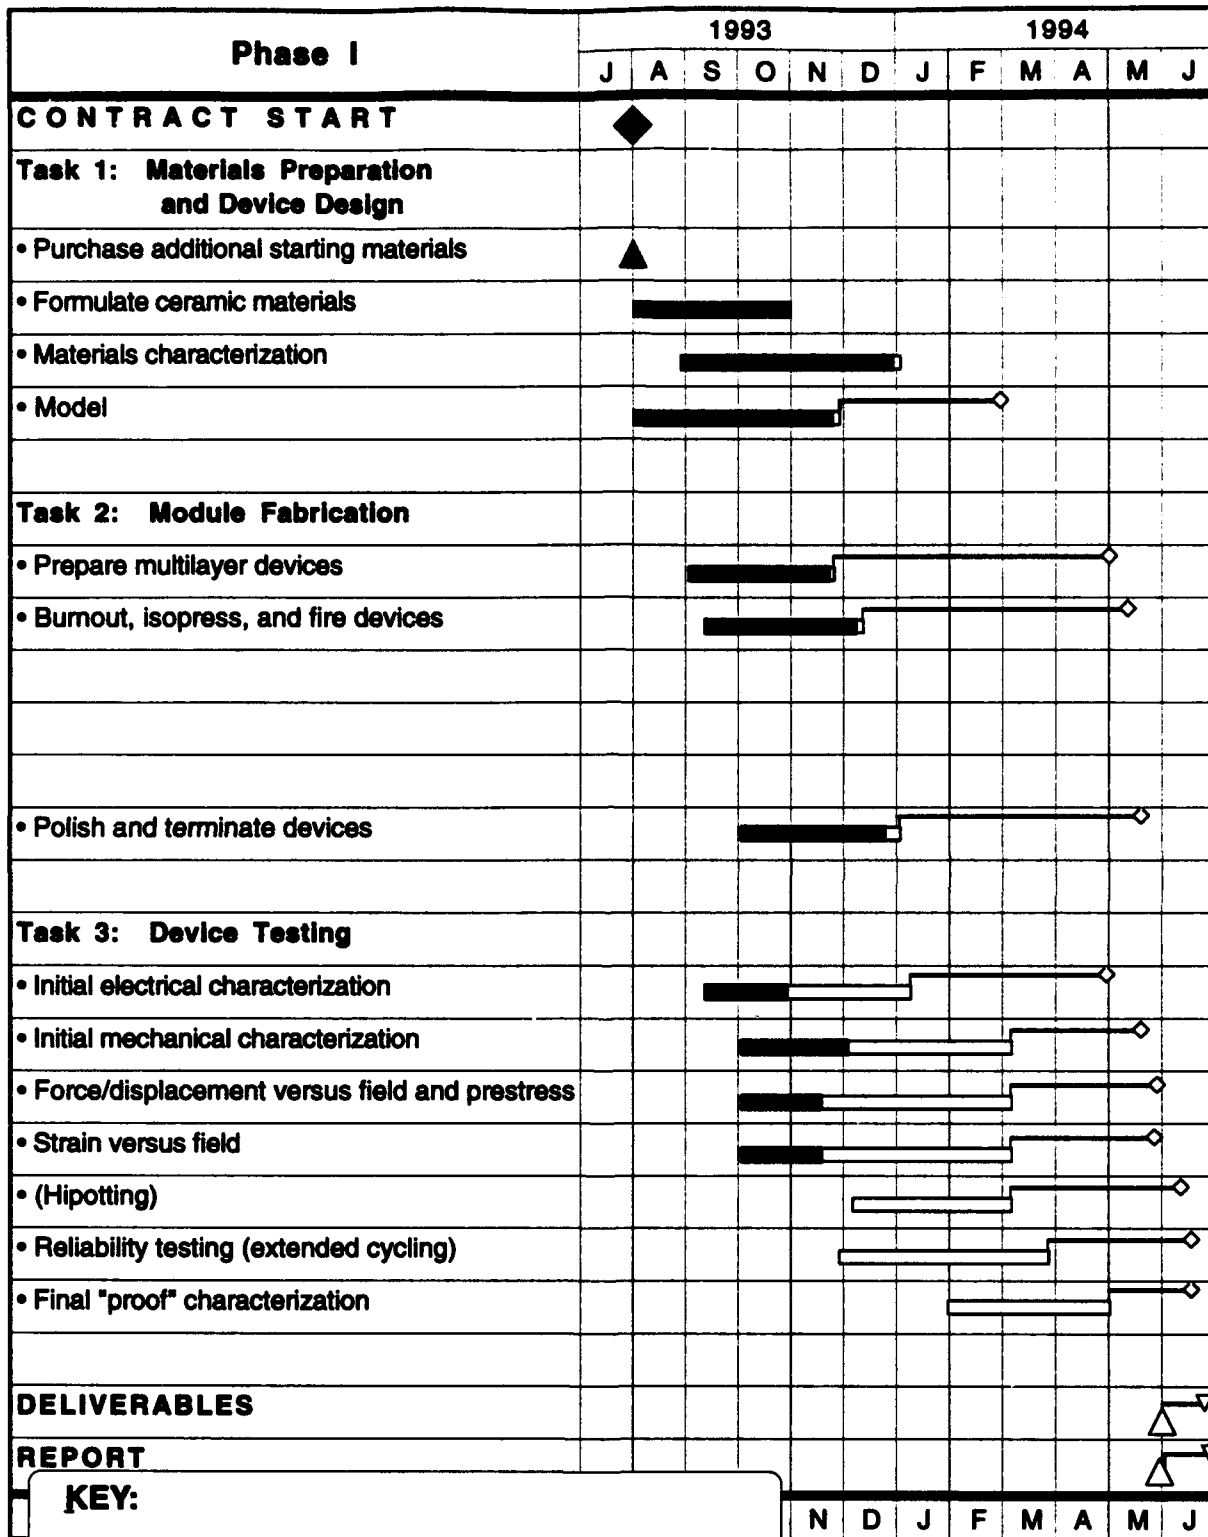 1993 1994
Phase I
J A S O N D J F M A M J
CONTRACT START
Task 1: Materials Preparation
and Device Design
• Purchase additional starting materials
• Formulate ceramic materials
• Materials characterization
• Model
Task 2: Module Fabrication
• Prepare multilayer devices
• Burnout, isopress, and fire devices
• Polish and terminate devices
Task 3: Device Testing
• Initial electrical characterization
• Initial mechanical characterization
• Force/displacement versus field and prestress
• Strain versus field
• (Hipotting)
• Reliability testing (extended cycling)
• Final "proof" characterization
DELIVERABLES
REPORT
KEY:
N D J F M A M J